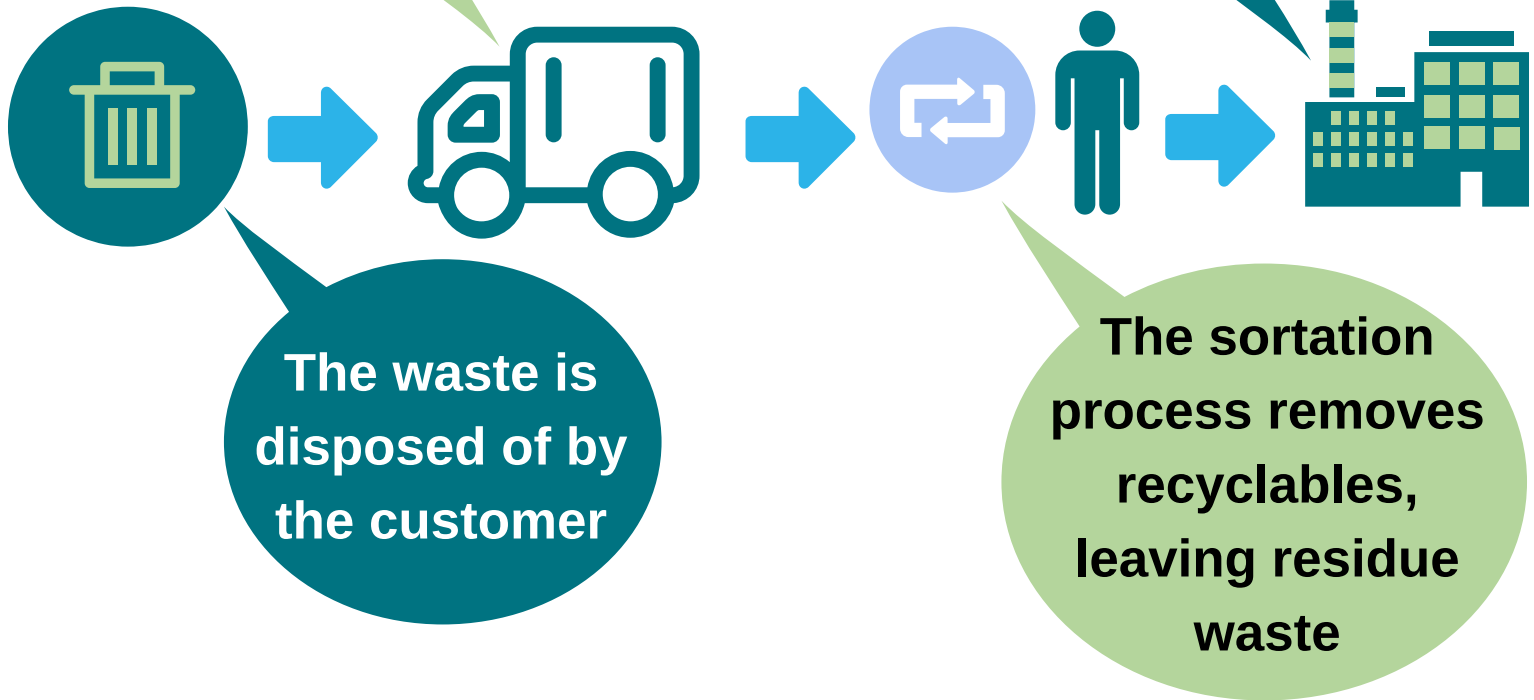 The waste is
disposed of by
the customer
The sortation
process removes
recyclables,
leaving residue
waste